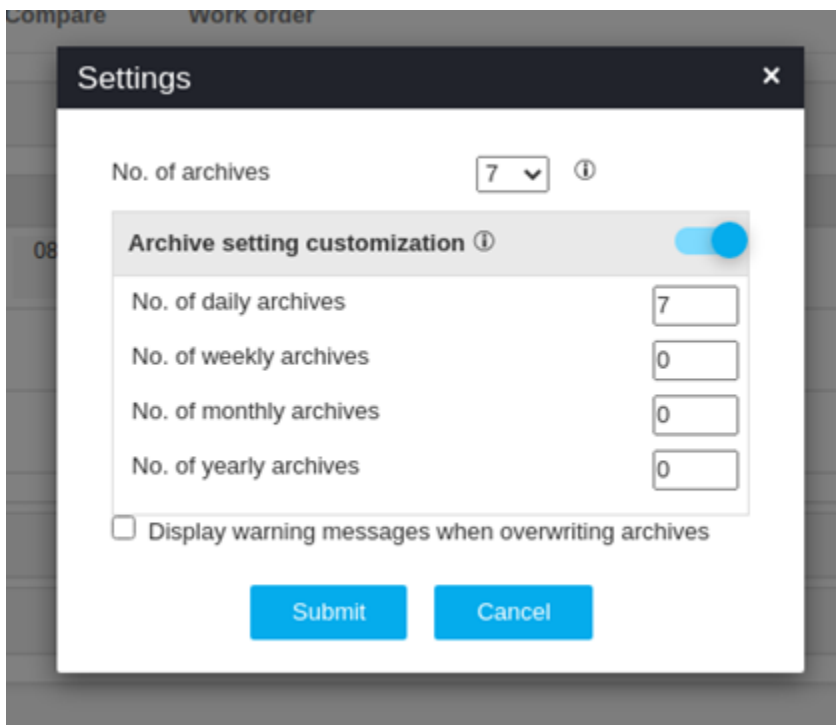 Compare Work order
Settings ×
No. of archives 7 ⓘ
08
Archive setting customization ⓘ
No. of daily archives 7
No. of weekly archives 0
No. of monthly archives 0
No. of yearly archives 0
Display warning messages when overwriting archives
Submit Cancel